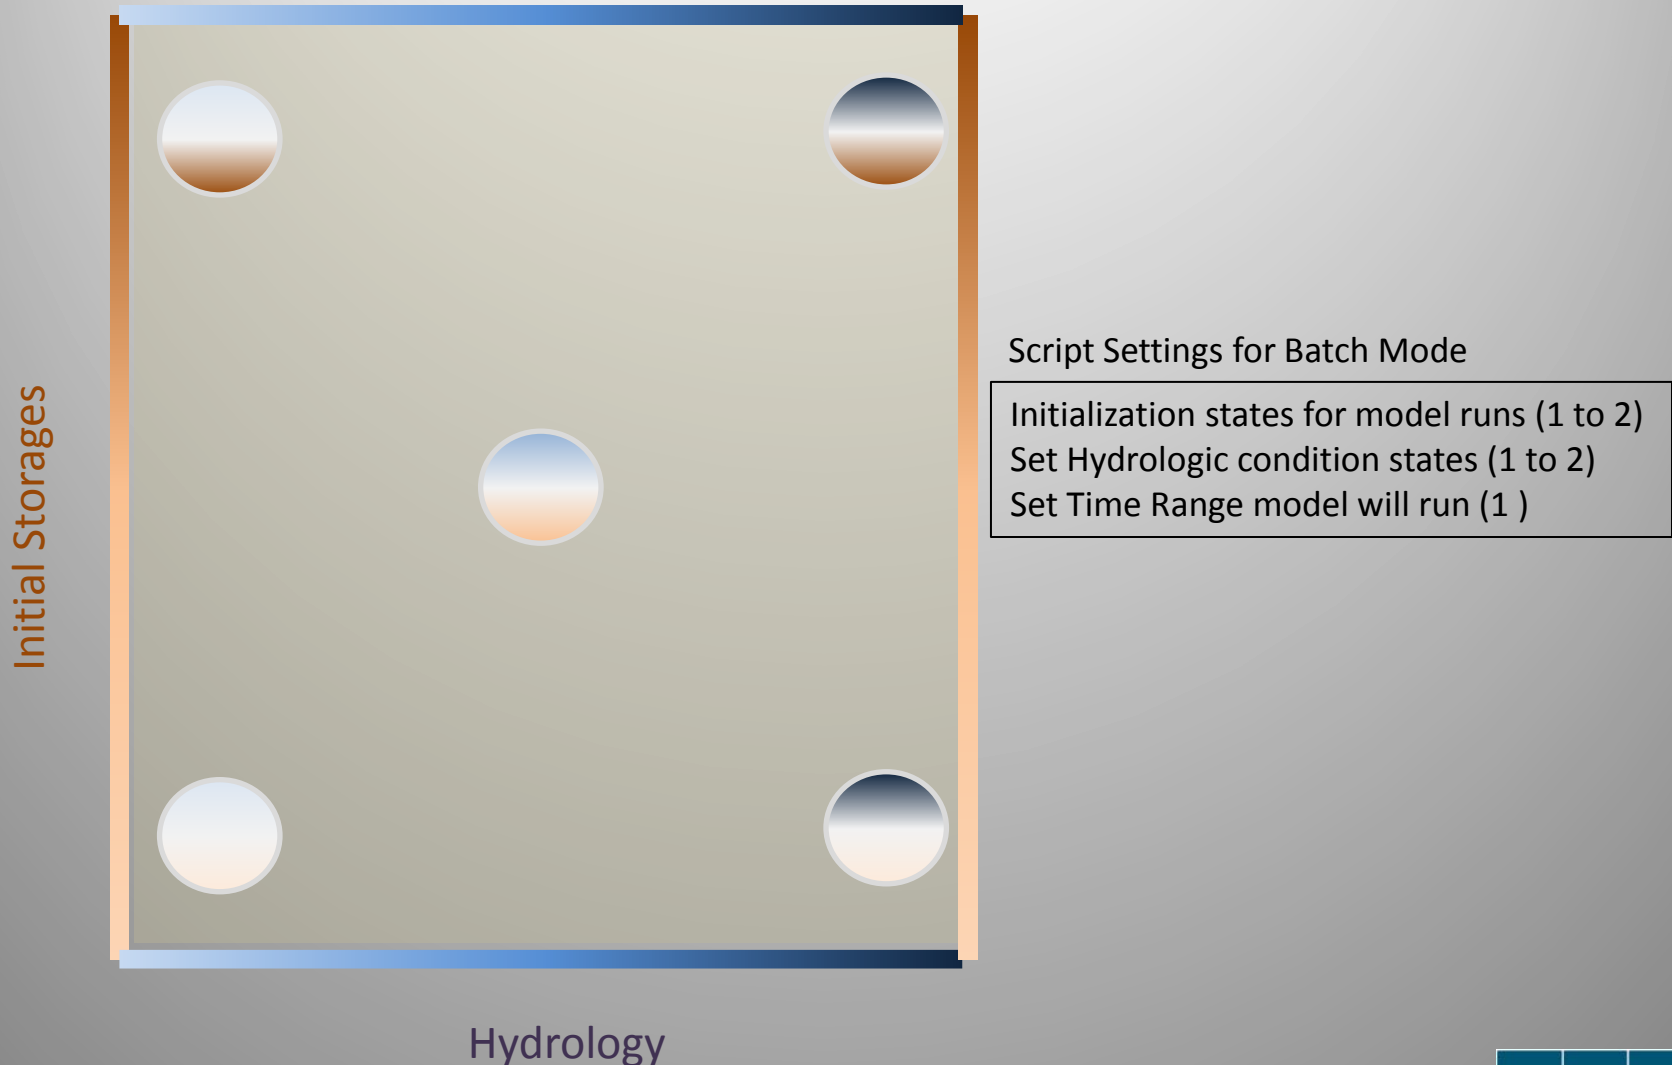 Initial Storages
Script Settings for Batch Mode
Initialization states for model runs (1 to 2)
Set Hydrologic condition states (1 to 2)
Set Time Range model will run (1 )
Hydrology